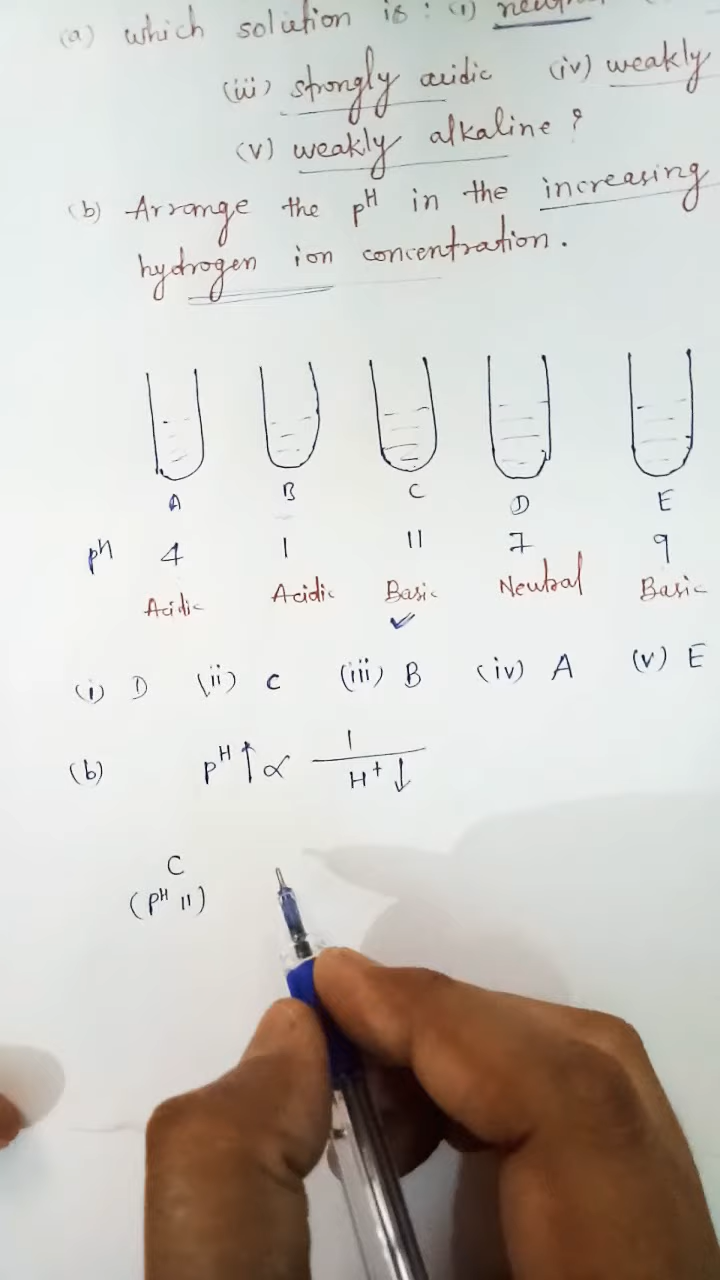 (a) which solution is : (i) neutral
(iii) strongly acidic (iv) weakly
(v) weakly alkaline ?
(b) Arrange the pH in the increasing
hydrogen ion concentration.
A B C D E
pH 4 1 11 7 9
Acidic Acidic Basic Neutral Basic
(i) D (ii) C (iii) B (iv) A (v) E
(b) pH ↑ ∝ 1 / H+ ↓
C
(pH 11)